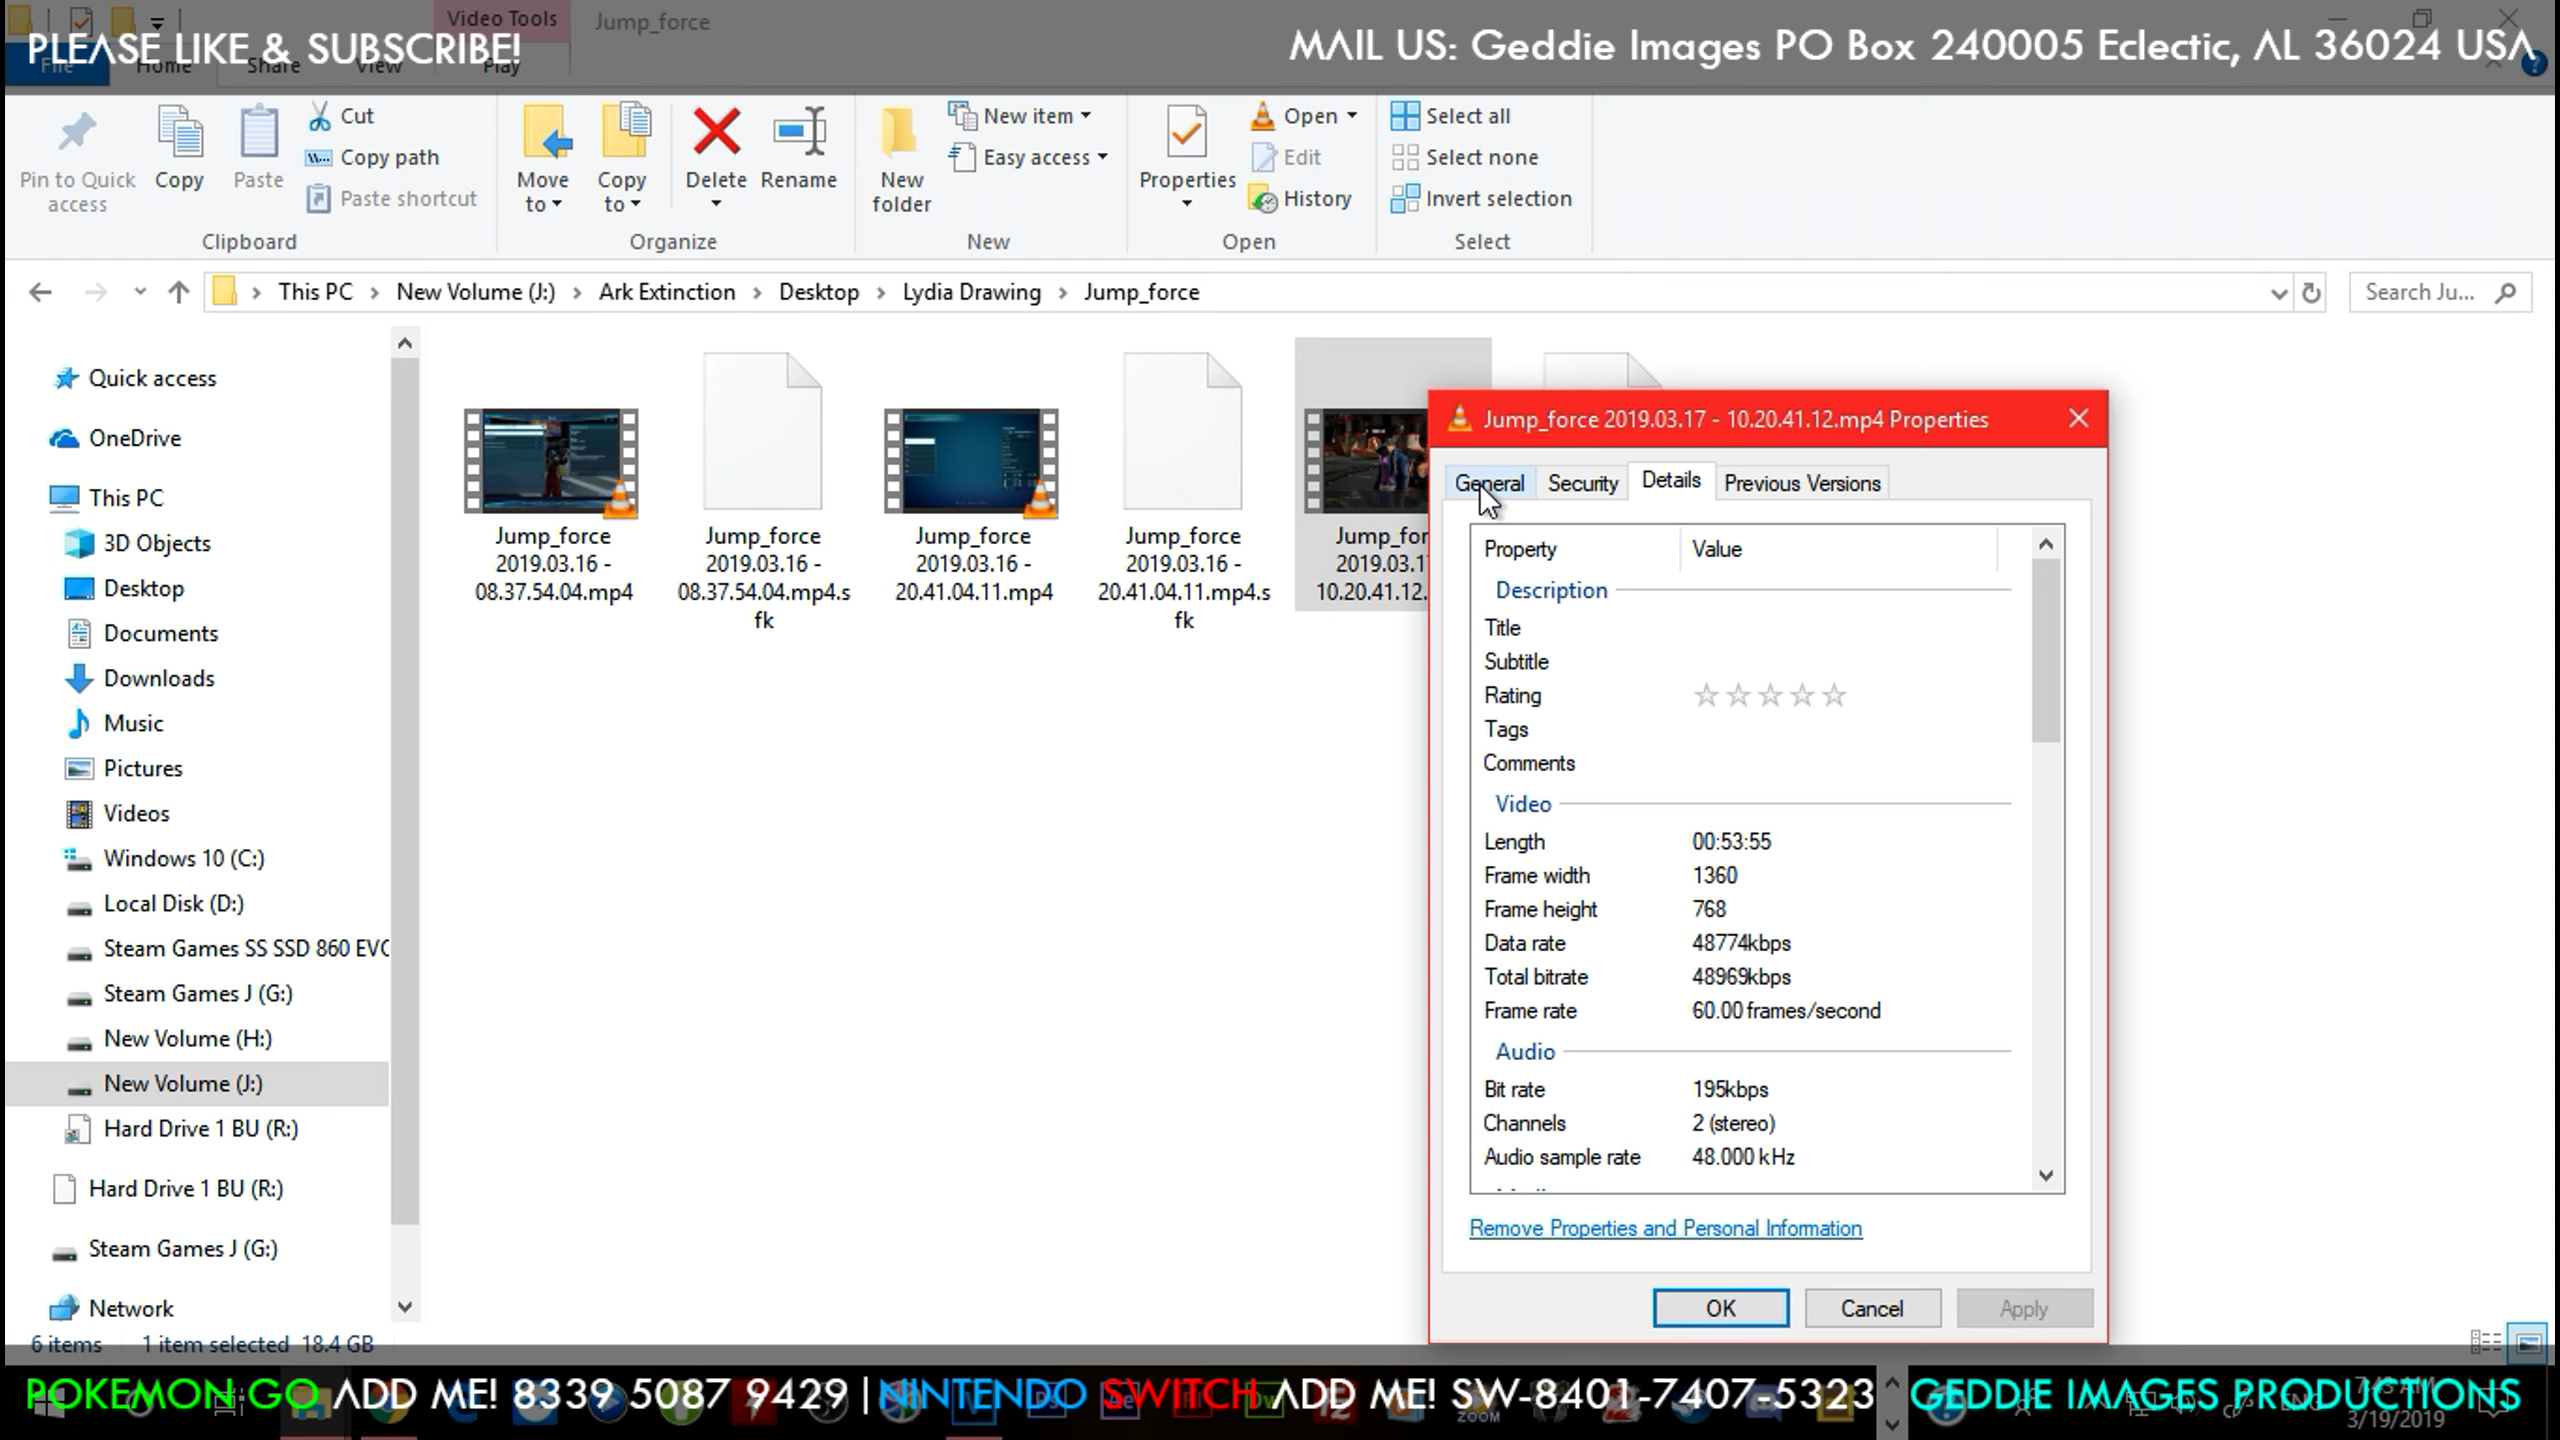 Video Tools
Jump_force
PLEASE LIKE & SUBSCRIBE!
MAIL US: Geddie Images PO Box 240005 Eclectic, AL 36024 USA
File
Home
Share
View
Play
Pin to Quick access
Copy
Paste
Cut
Copy path
Paste shortcut
Clipboard
Move to
Copy to
Delete
Rename
Organize
New folder
New item
Easy access
New
Properties
Open
Edit
History
Open
Select all
Select none
Invert selection
Select
This PC
New Volume (J:)
Ark Extinction
Desktop
Lydia Drawing
Jump_force
Search Ju...
Quick access
OneDrive
This PC
3D Objects
Desktop
Documents
Downloads
Music
Pictures
Videos
Windows 10 (C:)
Local Disk (D:)
Steam Games SS SSD 860 EVO
Steam Games J (G:)
New Volume (H:)
New Volume (J:)
Hard Drive 1 BU (R:)
Hard Drive 1 BU (R:)
Steam Games J (G:)
Network
Jump_force
2019.03.16 -
08.37.54.04.mp4
Jump_force
2019.03.16 -
08.37.54.04.mp4.s
fk
Jump_force
2019.03.16 -
20.41.04.11.mp4
Jump_force
2019.03.16 -
20.41.04.11.mp4.s
fk
Jump_for
2019.03.1
10.20.41.12.
Jump_force 2019.03.17 - 10.20.41.12.mp4 Properties
General
Security
Details
Previous Versions
Property Value
Description
Title
Subtitle
Rating
Tags
Comments
Video
Length 00:53:55
Frame width 1360
Frame height 768
Data rate 48774kbps
Total bitrate 48969kbps
Frame rate 60.00 frames/second
Audio
Bit rate 195kbps
Channels 2 (stereo)
Audio sample rate 48.000 kHz
Remove Properties and Personal Information
OK
Cancel
Apply
6 items
1 item selected 18.4 GB
POKEMON GO ADD ME! 8339 5087 9429 | NINTENDO SWITCH ADD ME! SW-8401-7407-5323
GEDDIE IMAGES PRODUCTIONS
3/19/2019